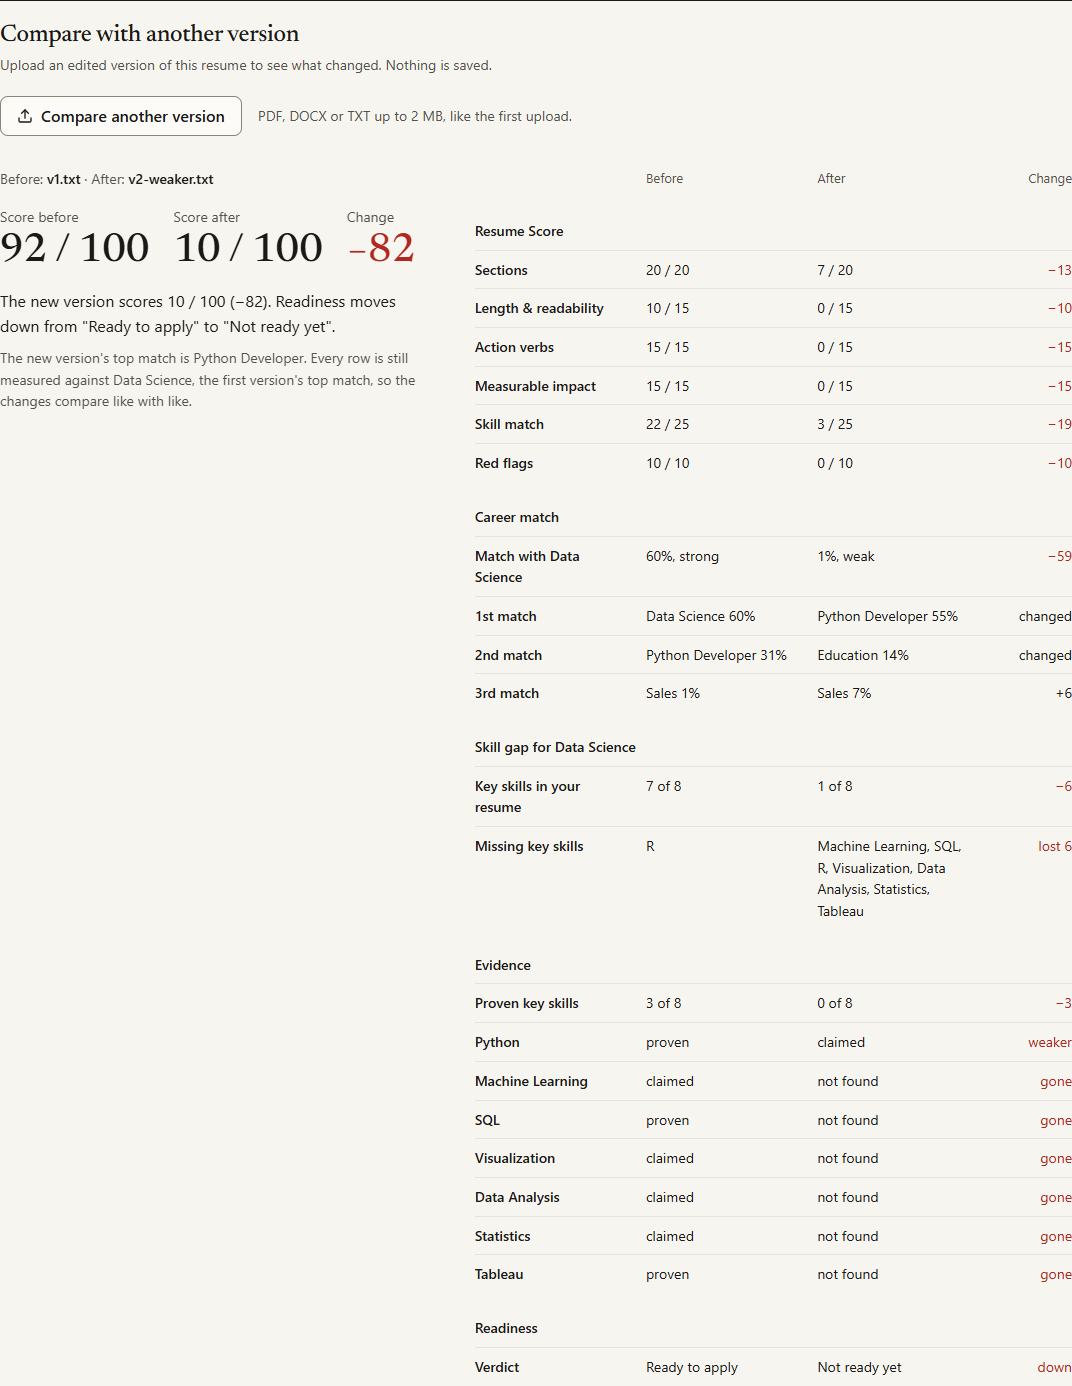 Compare with another version
Upload an edited version of this resume to see what changed. Nothing is saved.
Compare another version PDF, DOCX or TXT up to 2 MB, like the first upload.
Before: v1.txt · After: v2-weaker.txt
Score before Score after Change
92 / 100 10 / 100 −82
The new version scores 10 / 100 (−82). Readiness moves
down from "Ready to apply" to "Not ready yet".
The new version's top match is Python Developer. Every row is still
measured against Data Science, the first version's top match, so the
changes compare like with like.
Before After Change
Resume Score
Sections 20 / 20 7 / 20 −13
Length & readability 10 / 15 0 / 15 −10
Action verbs 15 / 15 0 / 15 −15
Measurable impact 15 / 15 0 / 15 −15
Skill match 22 / 25 3 / 25 −19
Red flags 10 / 10 0 / 10 −10
Career match
Match with Data 60%, strong 1%, weak −59
Science
1st match Data Science 60% Python Developer 55% changed
2nd match Python Developer 31% Education 14% changed
3rd match Sales 1% Sales 7% +6
Skill gap for Data Science
Key skills in your 7 of 8 1 of 8 −6
resume
Missing key skills R Machine Learning, SQL, lost 6
R, Visualization, Data
Analysis, Statistics,
Tableau
Evidence
Proven key skills 3 of 8 0 of 8 −3
Python proven claimed weaker
Machine Learning claimed not found gone
SQL proven not found gone
Visualization claimed not found gone
Data Analysis claimed not found gone
Statistics claimed not found gone
Tableau proven not found gone
Readiness
Verdict Ready to apply Not ready yet down